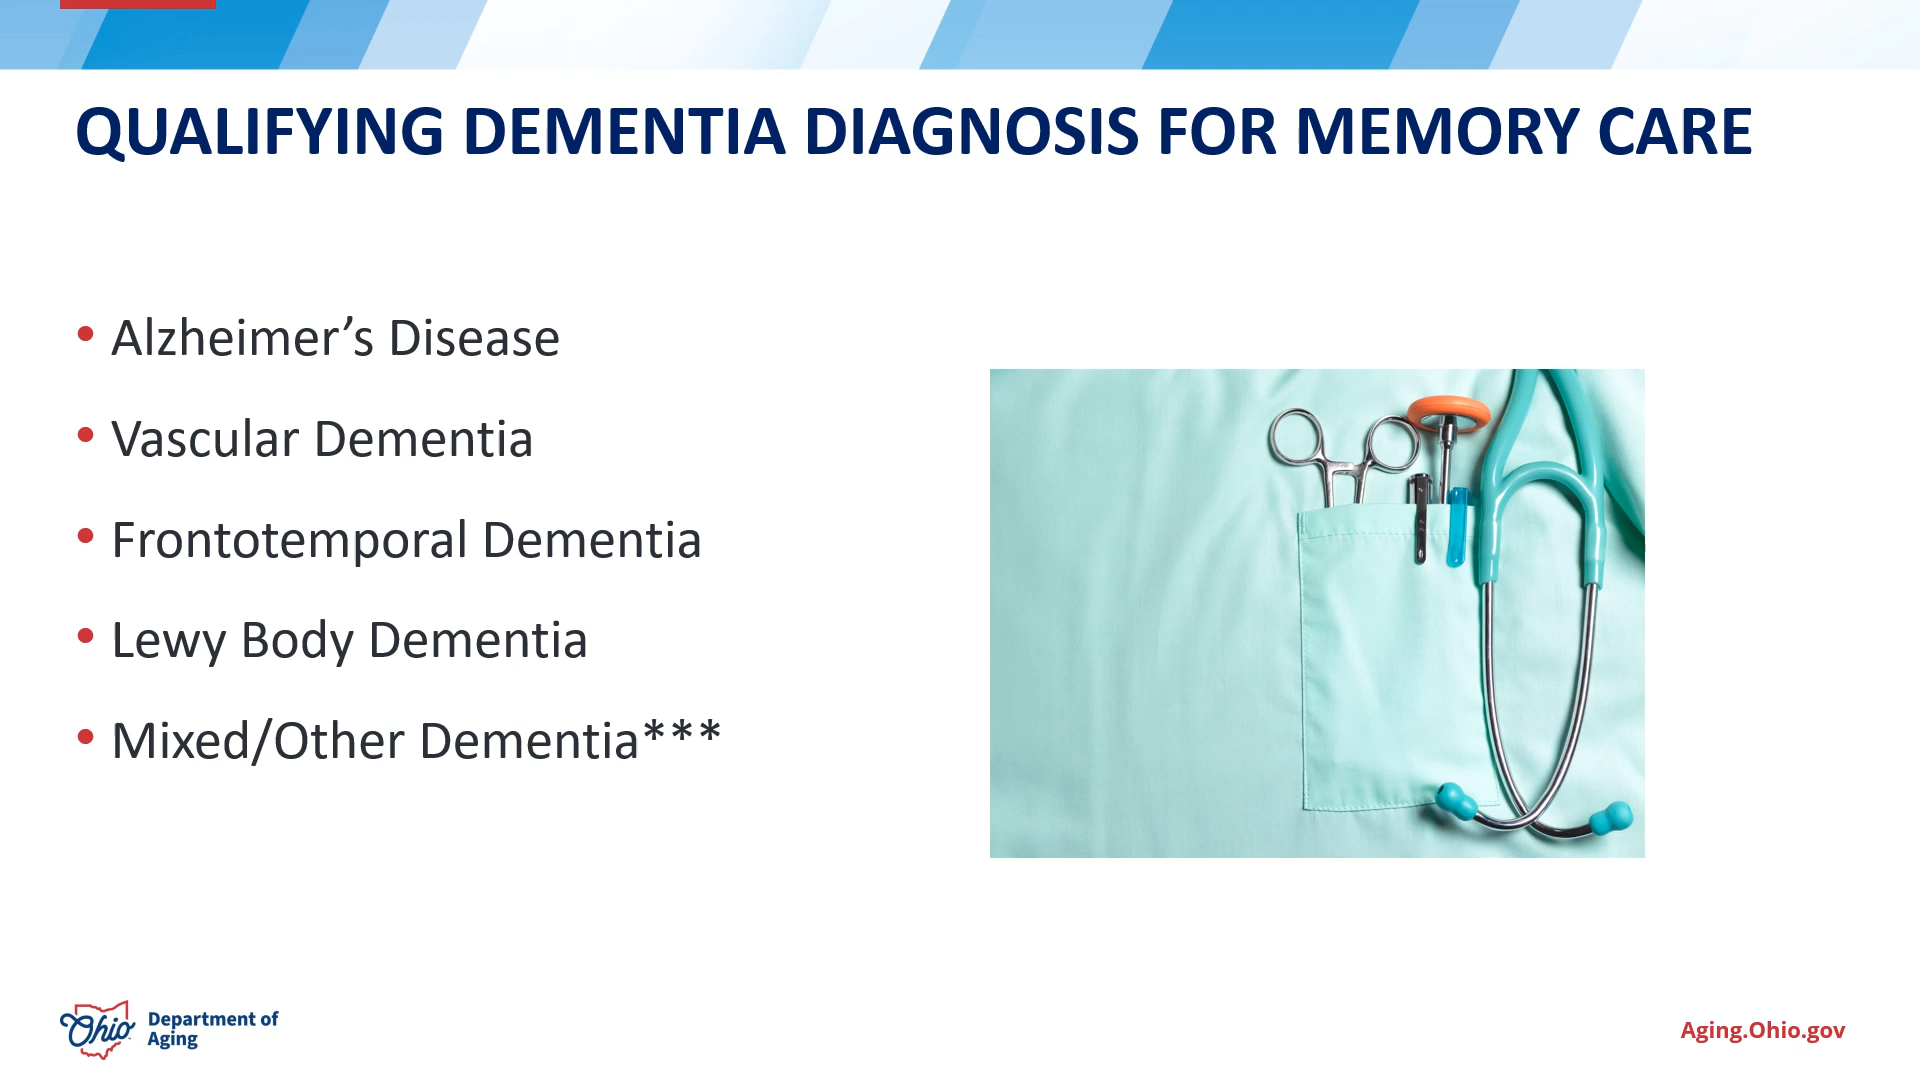 QUALIFYING DEMENTIA DIAGNOSIS FOR MEMORY CARE
• Alzheimer’s Disease
• Vascular Dementia
• Frontotemporal Dementia
• Lewy Body Dementia
• Mixed/Other Dementia***
Ohio
Department of
Aging
Aging.Ohio.gov